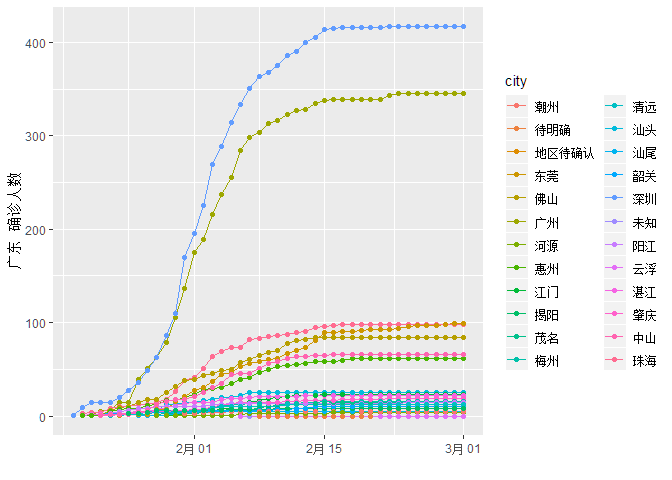 广东 确诊人数
400
300
200
100
0
2月 01
2月 15
3月 01
city
潮州
待明确
地区待确认
东莞
佛山
广州
河源
惠州
江门
揭阳
茂名
梅州
清远
汕头
汕尾
韶关
深圳
未知
阳江
云浮
湛江
肇庆
中山
珠海